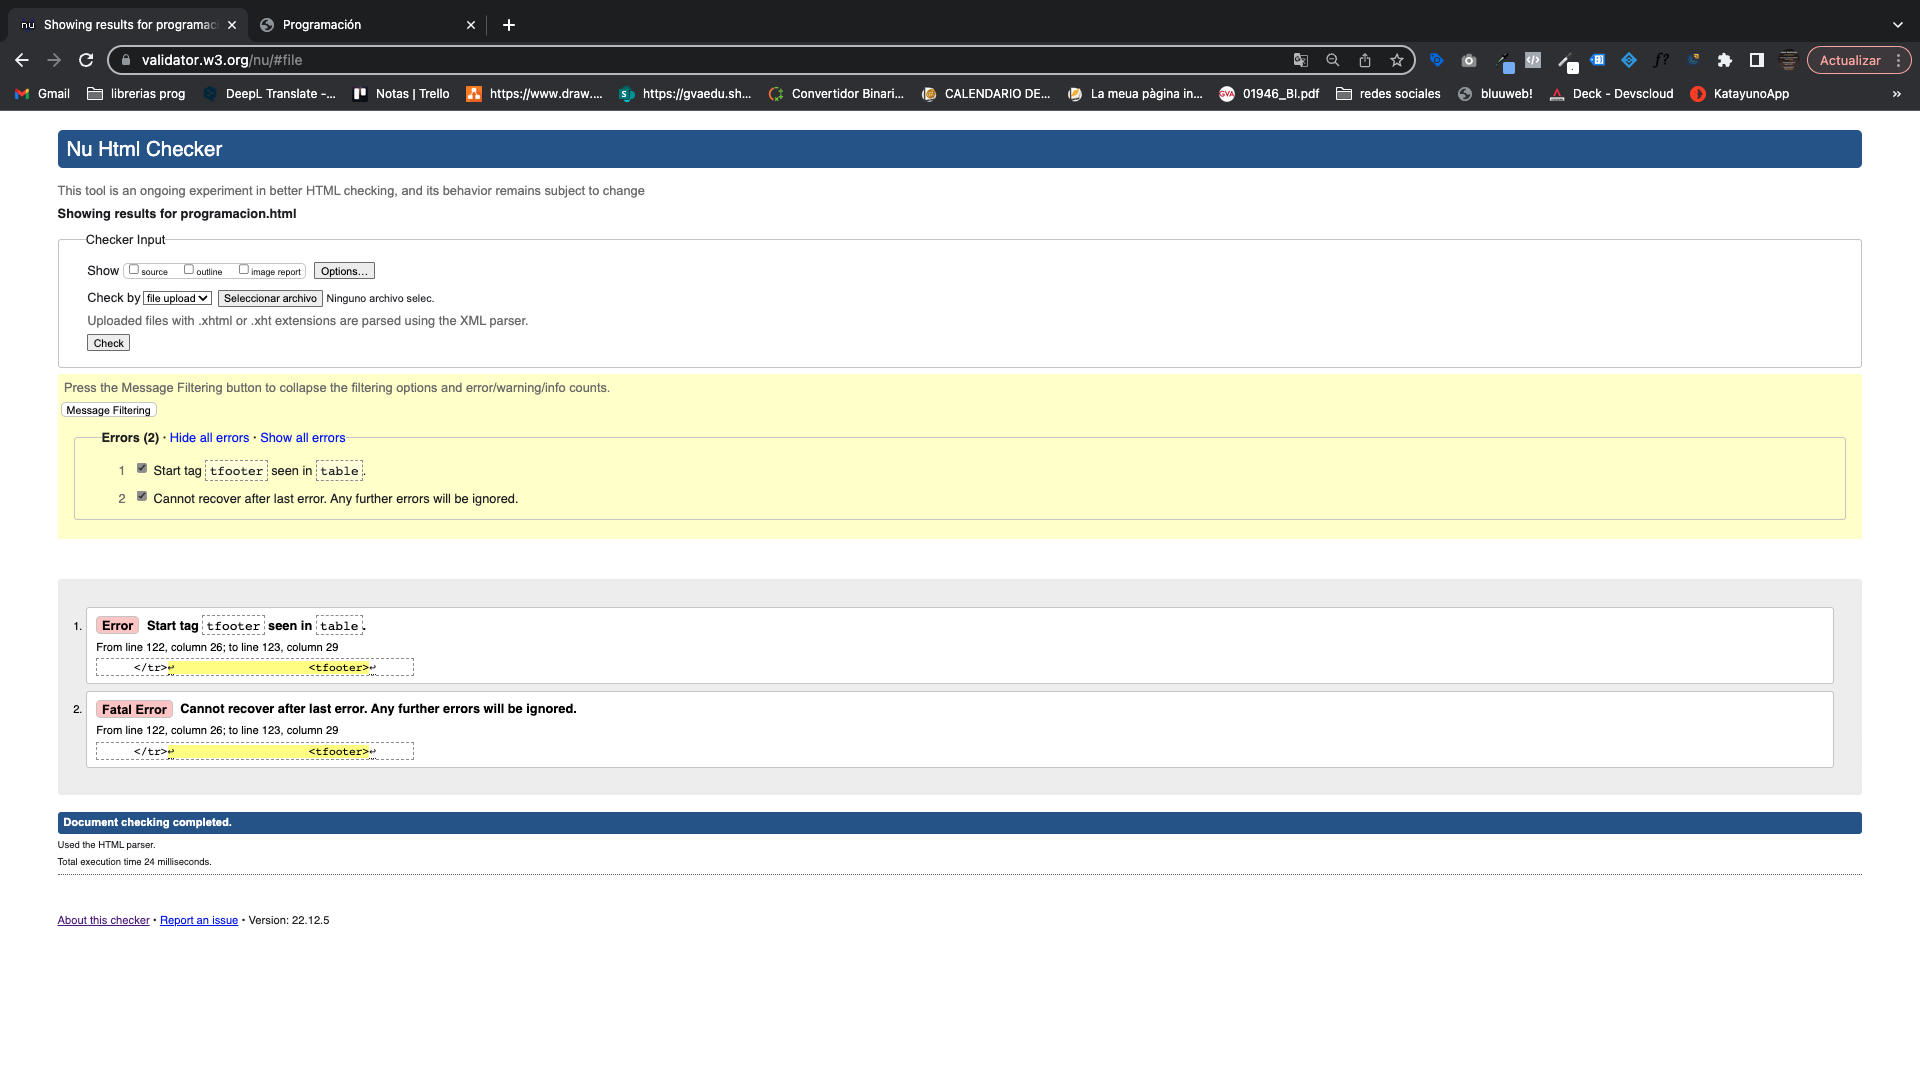 nu Showing results for programac
Programación
validator.w3.org/nu/#file
Actualizar
Gmail
librerias prog
DeepL Translate -...
Notas | Trello
https://www.draw....
https://gvaedu.sh...
Convertidor Binari...
CALENDARIO DE...
La meua pàgina in...
GVA 01946_BI.pdf
redes sociales
bluuweb!
Deck - Devscloud
KatayunoApp
»
Nu Html Checker
This tool is an ongoing experiment in better HTML checking, and its behavior remains subject to change
Showing results for programacion.html
Checker Input
Show source outline image report Options...
Check by file upload Seleccionar archivo Ninguno archivo selec.
Uploaded files with .xhtml or .xht extensions are parsed using the XML parser.
Check
Press the Message Filtering button to collapse the filtering options and error/warning/info counts.
Message Filtering
Errors (2) · Hide all errors · Show all errors
1 Start tag tfooter seen in table.
2 Cannot recover after last error. Any further errors will be ignored.
1. Error Start tag tfooter seen in table.
From line 122, column 26; to line 123, column 29
</tr>↩ <tfooter>↩
2. Fatal Error Cannot recover after last error. Any further errors will be ignored.
From line 122, column 26; to line 123, column 29
</tr>↩ <tfooter>↩
Document checking completed.
Used the HTML parser.
Total execution time 24 milliseconds.
About this checker • Report an issue • Version: 22.12.5